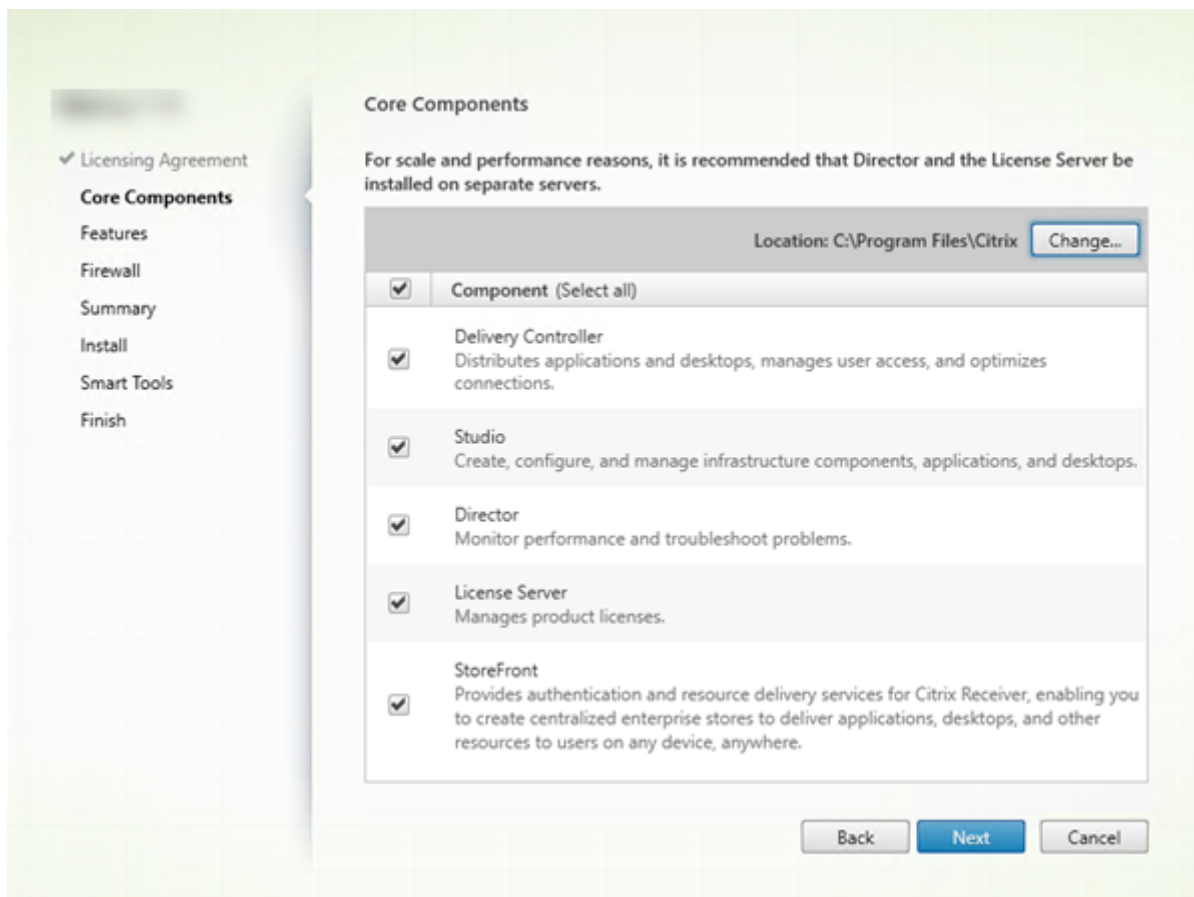 Licensing Agreement
Core Components
Features
Firewall
Summary
Install
Smart Tools
Finish
Core Components
For scale and performance reasons, it is recommended that Director and the License Server be
installed on separate servers.
Location: C:\Program Files\Citrix Change...
Component (Select all)
Delivery Controller
Distributes applications and desktops, manages user access, and optimizes
connections.
Studio
Create, configure, and manage infrastructure components, applications, and desktops.
Director
Monitor performance and troubleshoot problems.
License Server
Manages product licenses.
StoreFront
Provides authentication and resource delivery services for Citrix Receiver, enabling you
to create centralized enterprise stores to deliver applications, desktops, and other
resources to users on any device, anywhere.
Back Next Cancel